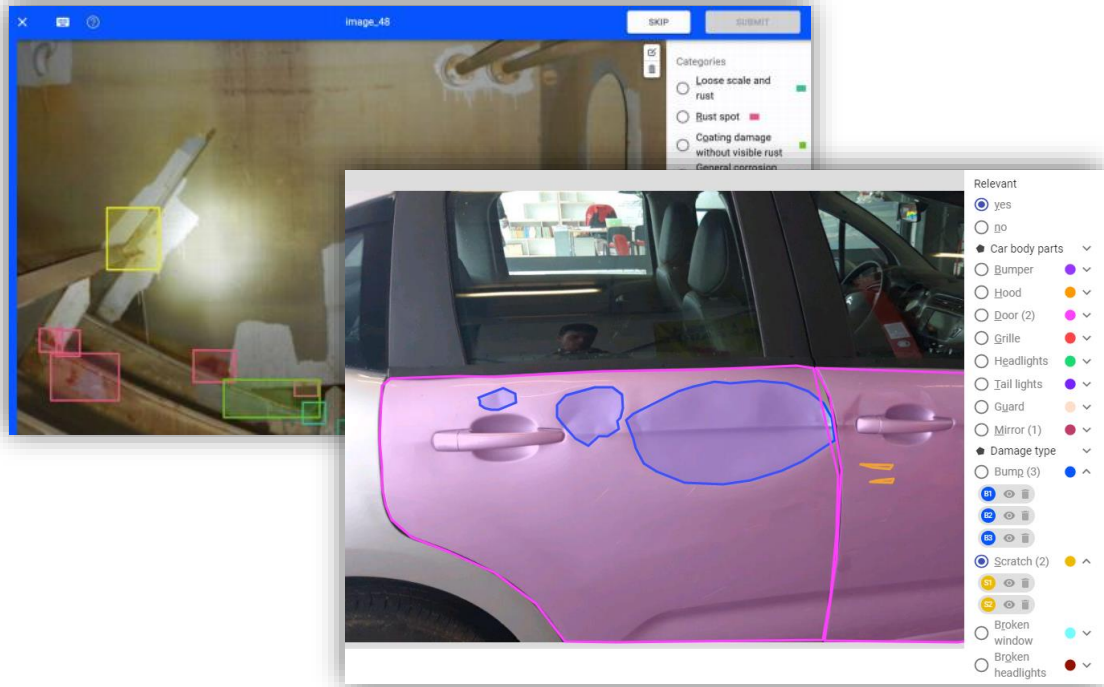 image_48
SKIP
SUBMIT
Categories
Loose scale and
rust
Rust spot
Coating damage
without visible rust
General corrosion
Relevant
yes
no
Car body parts
Bumper
Hood
Door (2)
Grille
Headlights
Tail lights
Guard
Mirror (1)
Damage type
Bump (3)
B1
B2
B3
Scratch (2)
S1
S2
Broken
window
Broken
headlights